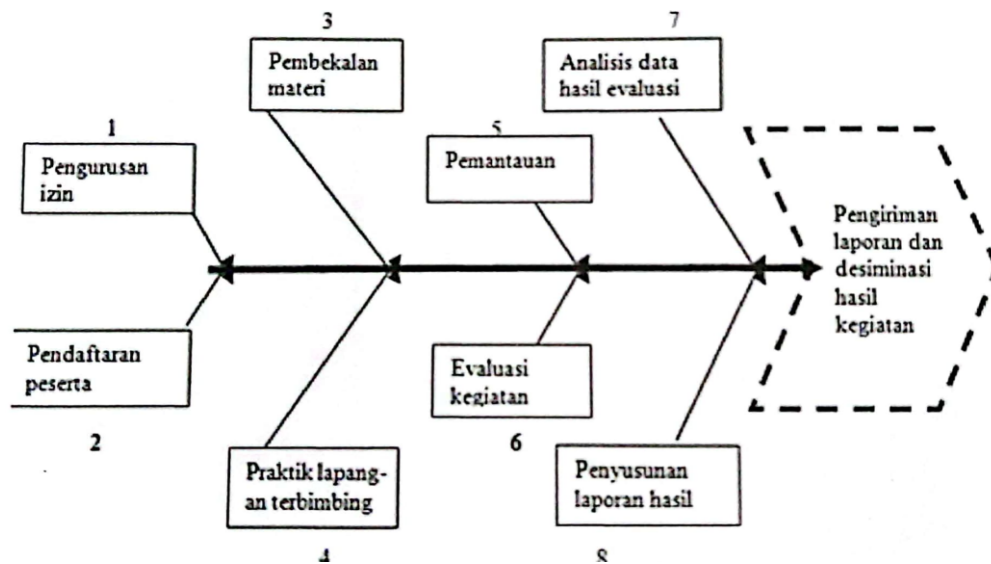 1
Pengurusan
izin
2
Pendaftaran
peserta
3
Pembekalan
materi
4
Praktik lapang-
an terbimbing
5
Pemantauan
6
Evaluasi
kegiatan
7
Analisis data
hasil evaluasi
8
Penyusunan
laporan hasil
Pengiriman
laporan dan
desiminasi
hasil
kegiatan